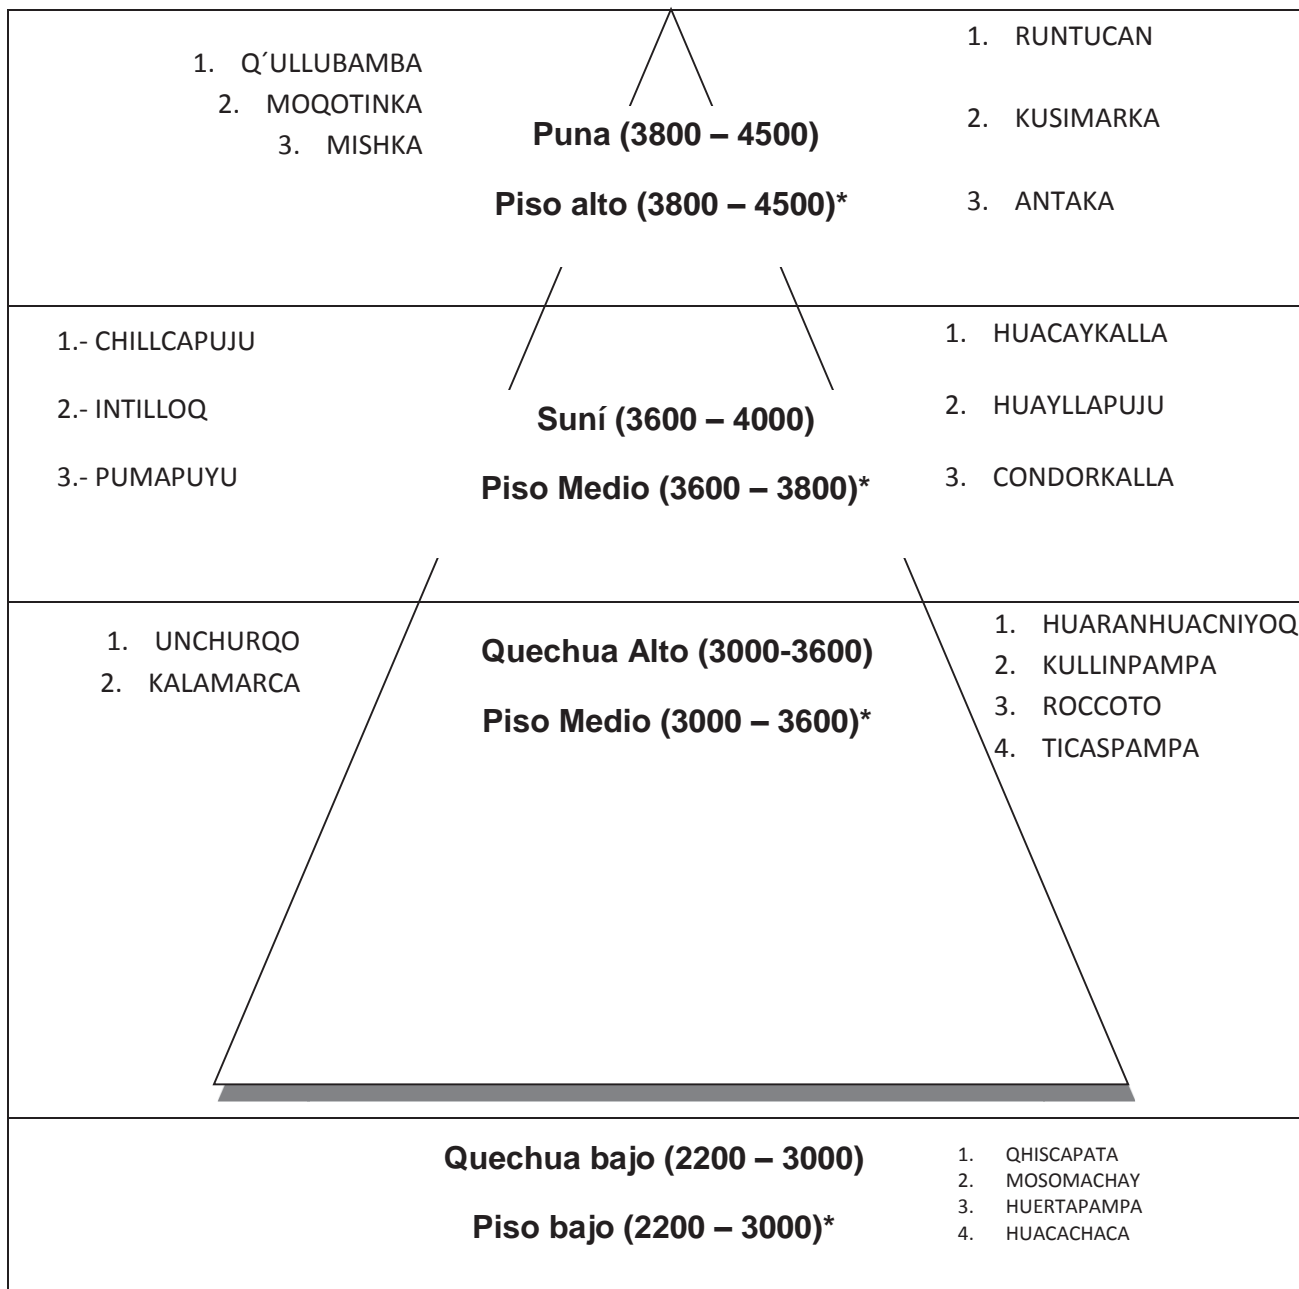 1. Q´ULLUBAMBA
2. MOQOTINKA
3. MISHKA
Puna (3800 – 4500)
Piso alto (3800 – 4500)*
1. RUNTUCAN
2. KUSIMARKA
3. ANTAKA
1.- CHILLCAPUJU
2.- INTILLOQ
3.- PUMAPUYU
Suní (3600 – 4000)
Piso Medio (3600 – 3800)*
1. HUACAYKALLA
2. HUAYLLAPUJU
3. CONDORKALLA
1. UNCHURQO
2. KALAMARCA
Quechua Alto (3000-3600)
Piso Medio (3000 – 3600)*
1. HUARANHUACNIYOQ
2. KULLINPAMPA
3. ROCCOTO
4. TICASPAMPA
Quechua bajo (2200 – 3000)
Piso bajo (2200 – 3000)*
1. QHISCAPATA
2. MOSOMACHAY
3. HUERTAPAMPA
4. HUACACHACA